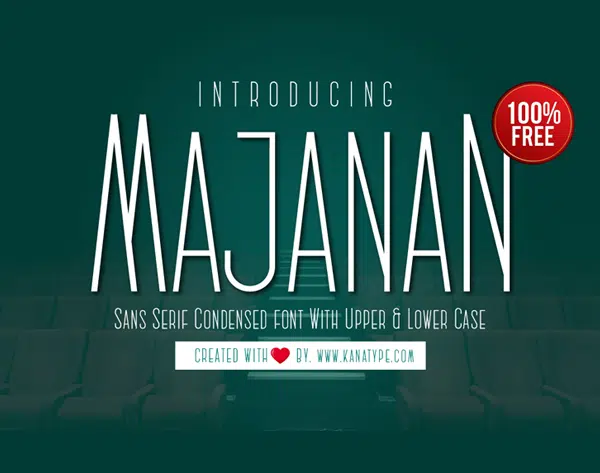 INTRODUCING
100%
FREE
MAJANAN
SANS SERIF CONDENSED FONT WITH UPPER & LOWER CASE
CREATED WITH ❤ BY. WWW.KANATYPE.COM